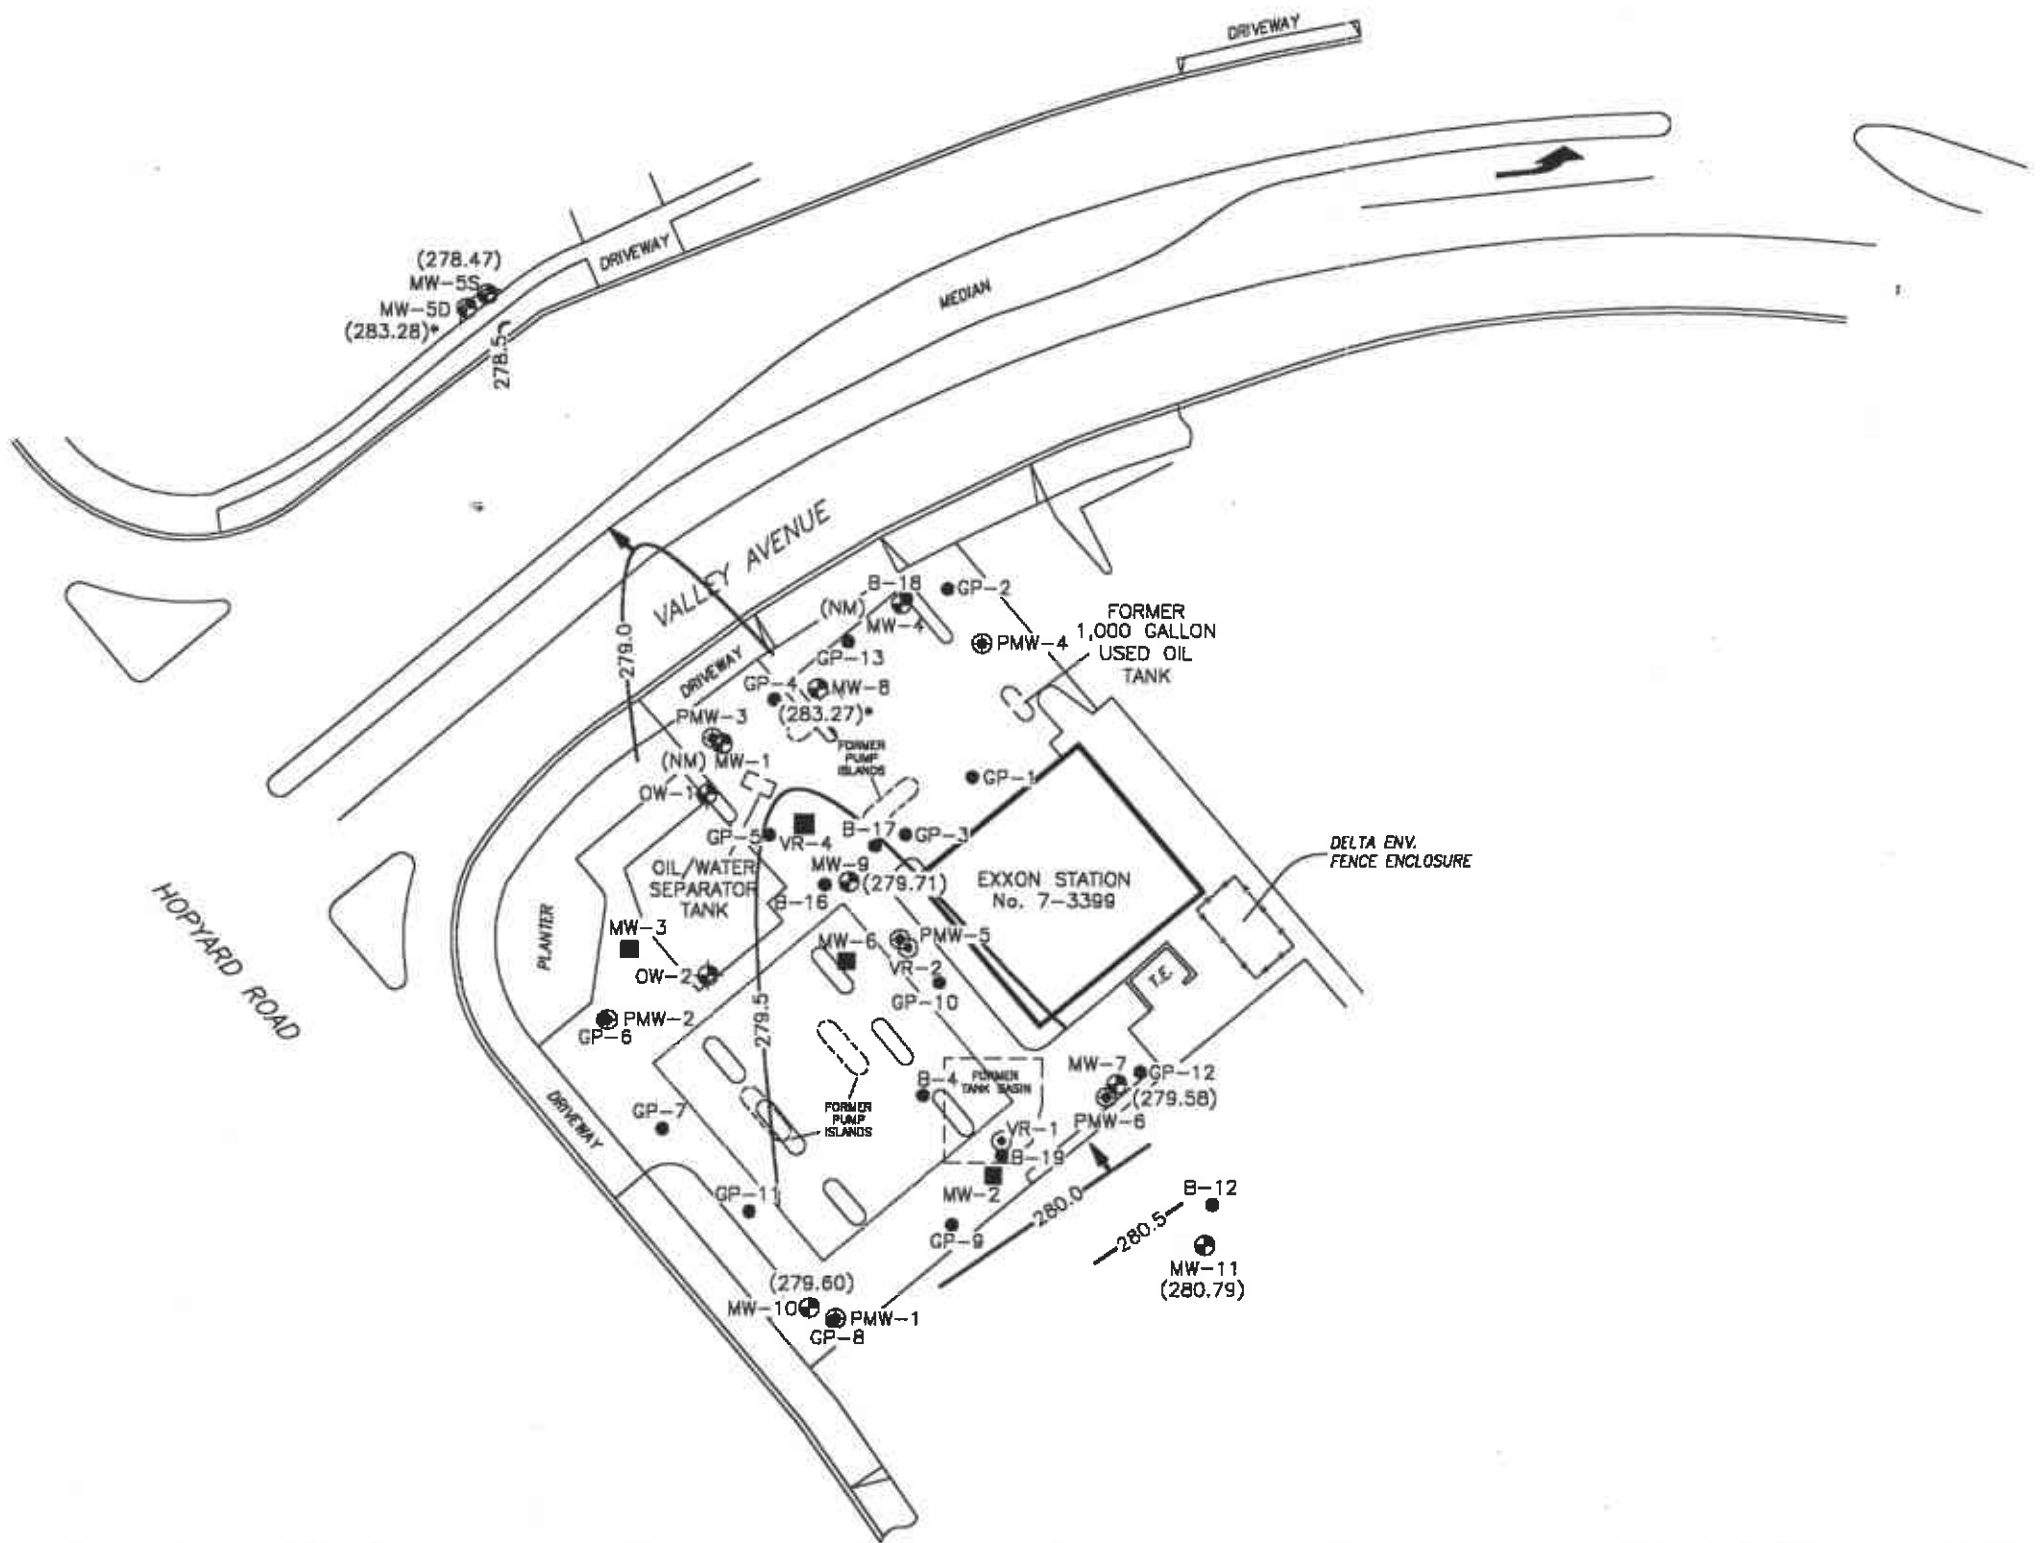 DRIVEWAY
DRIVEWAY
(278.47)
MW-5S
MW-5D
(283.28)*
278.5
MEDIAN
VALLEY AVENUE
279.0
B-18
GP-2
(NM)
MW-4
FORMER
1,000 GALLON
USED OIL
TANK
PMW-4
GP-13
DRIVEWAY
GP-4
MW-8
(283.27)*
PMW-3
FORMER
PUMP
ISLANDS
(NM)
MW-1
OW-1
GP-1
GP-5
VR-4
B-17
GP-3
OIL/WATER
SEPARATOR
TANK
MW-9
(279.71)
B-16
EXXON STATION
No. 7-3399
DELTA ENV.
FENCE ENCLOSURE
HOPYARD ROAD
PLANTER
MW-3
MW-6
PMW-5
VR-2
OW-2
GP-10
T.E.
279.5
PMW-2
GP-6
MW-7
GP-12
(279.58)
PMW-6
B-4
FORMER
TANK BASIN
FORMER
PUMP
ISLANDS
GP-7
DRIVEWAY
VR-1
B-19
MW-2
GP-11
280.0
B-12
280.5
GP-9
MW-11
(280.79)
(279.60)
MW-10
PMW-1
GP-8